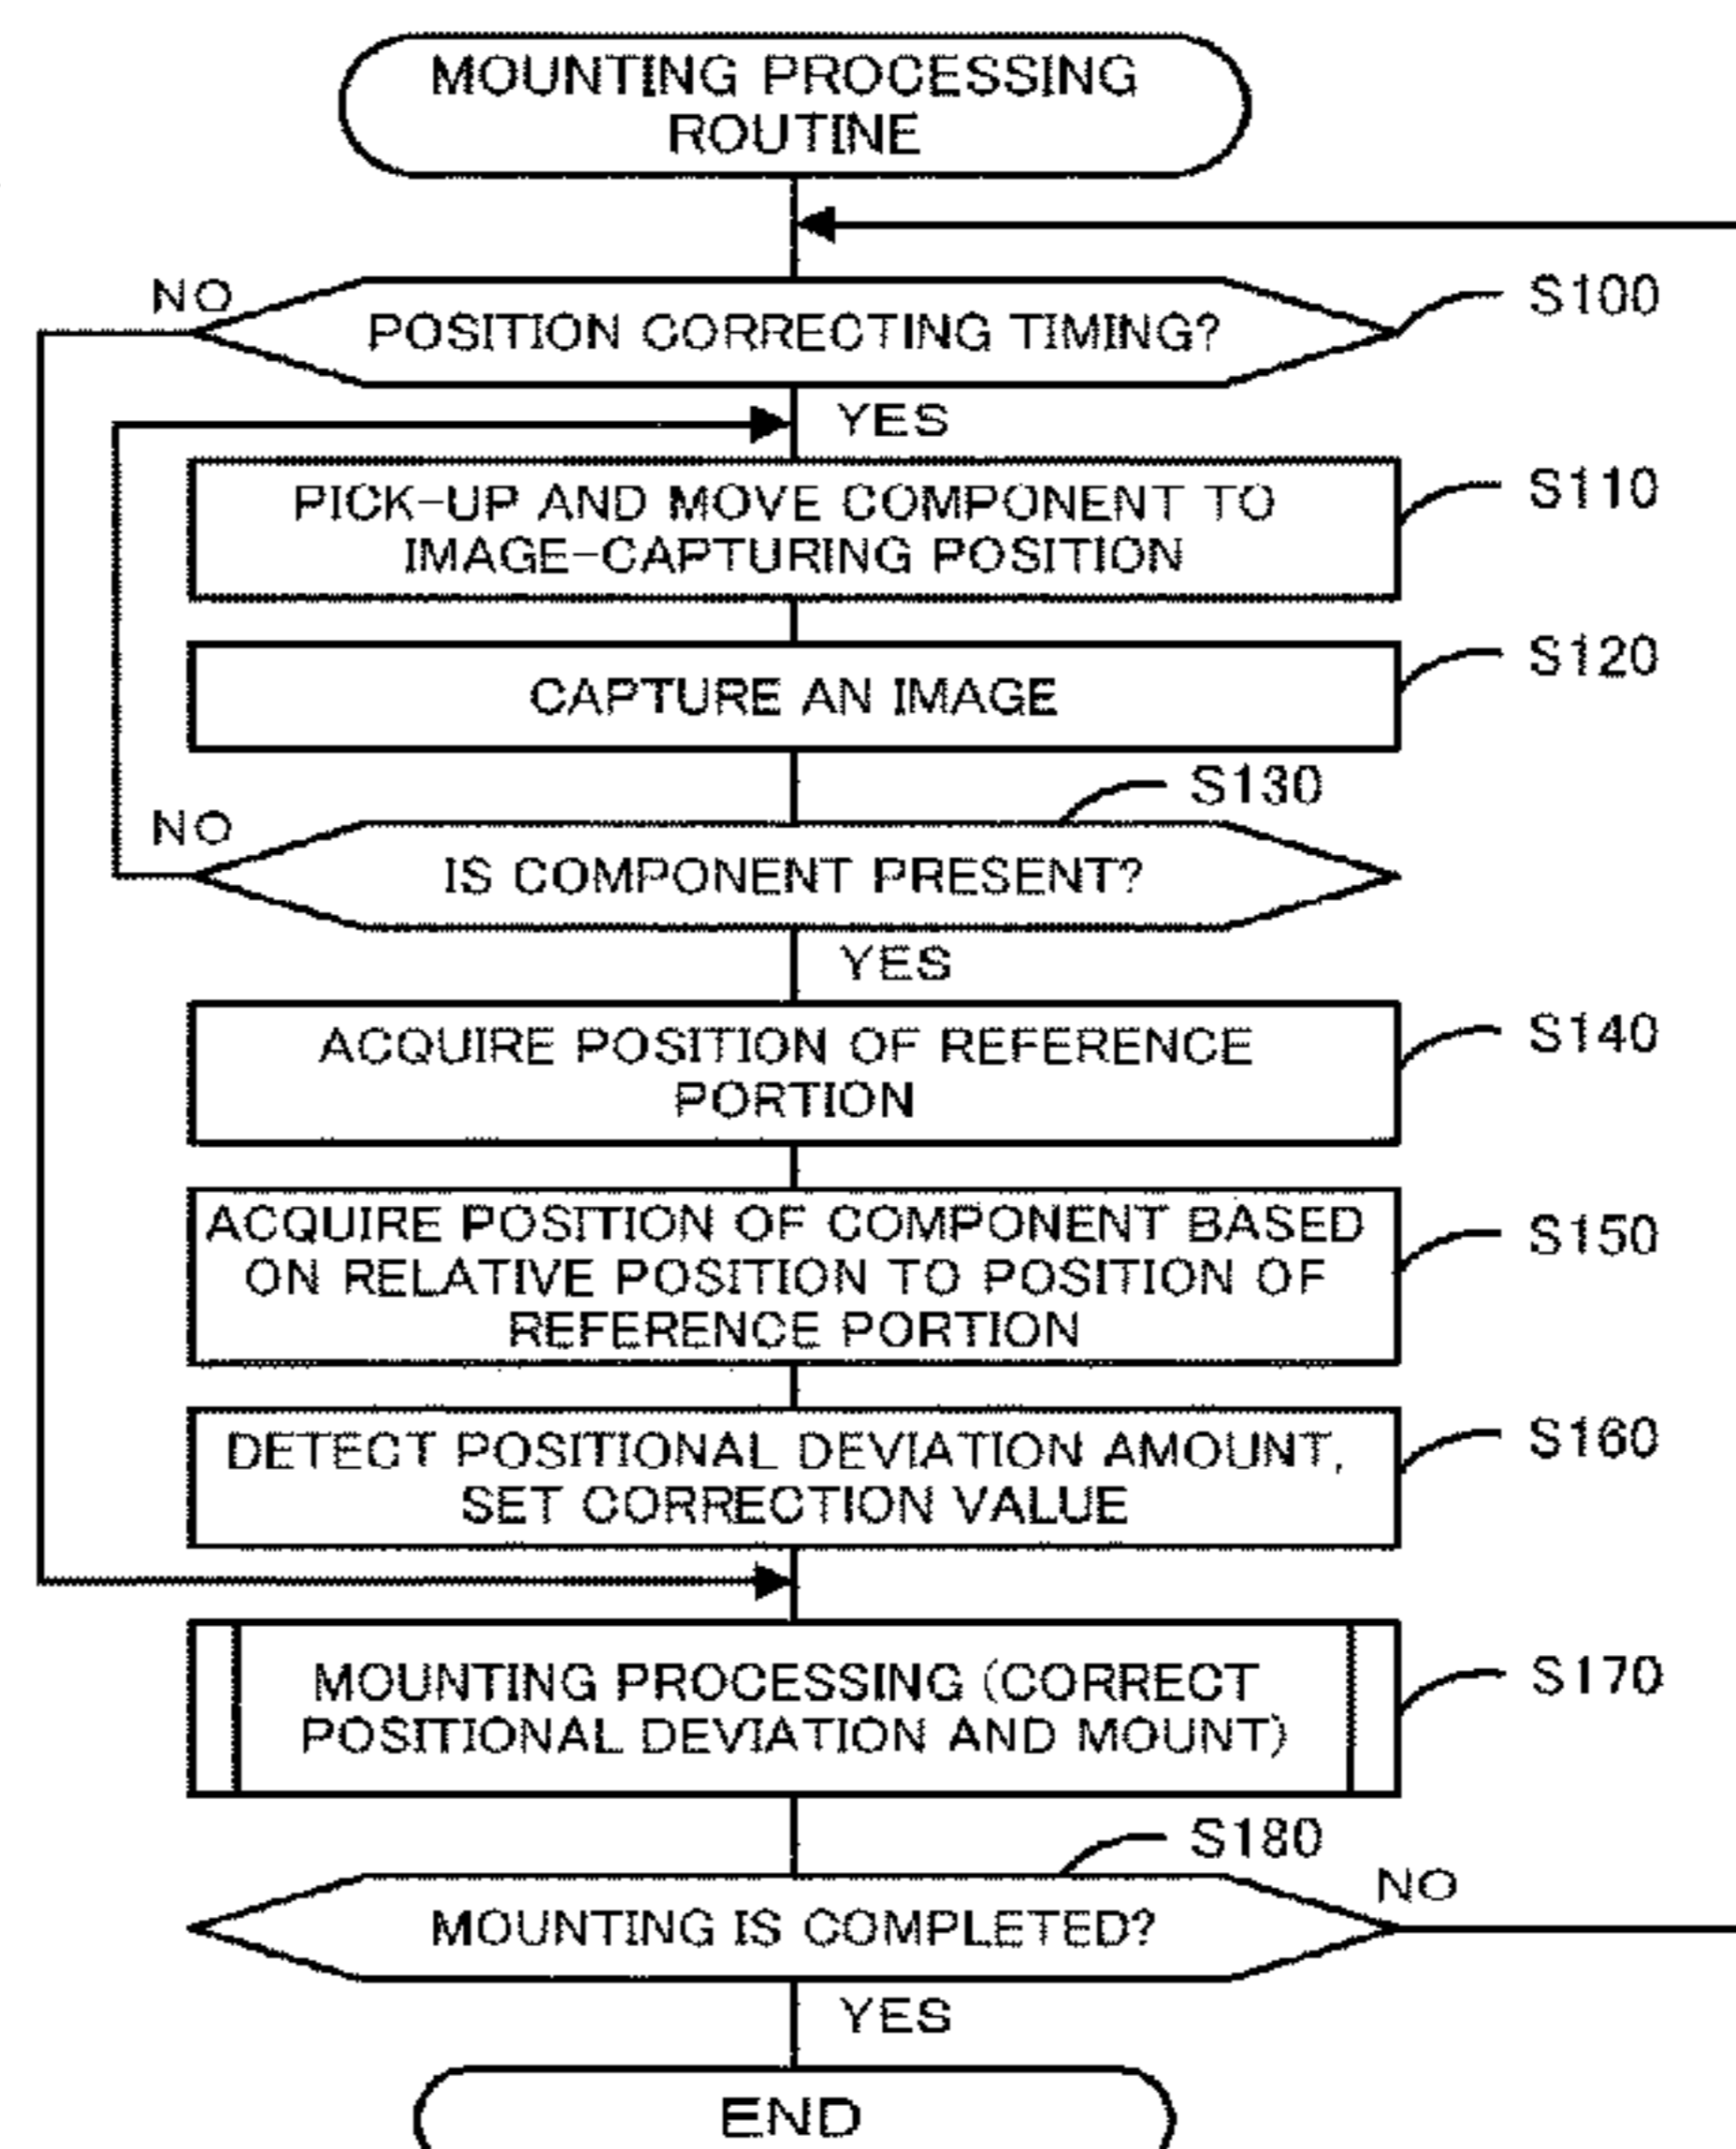 MOUNTING PROCESSING
ROUTINE
NO
POSITION CORRECTING TIMING?
S100
YES
PICK-UP AND MOVE COMPONENT TO
IMAGE-CAPTURING POSITION
S110
CAPTURE AN IMAGE
S120
S130
NO
IS COMPONENT PRESENT?
YES
ACQUIRE POSITION OF REFERENCE
PORTION
S140
ACQUIRE POSITION OF COMPONENT BASED
ON RELATIVE POSITION TO POSITION OF
REFERENCE PORTION
S150
DETECT POSITIONAL DEVIATION AMOUNT,
SET CORRECTION VALUE
S160
MOUNTING PROCESSING (CORRECT
POSITIONAL DEVIATION AND MOUNT)
S170
S180
NO
MOUNTING IS COMPLETED?
YES
END